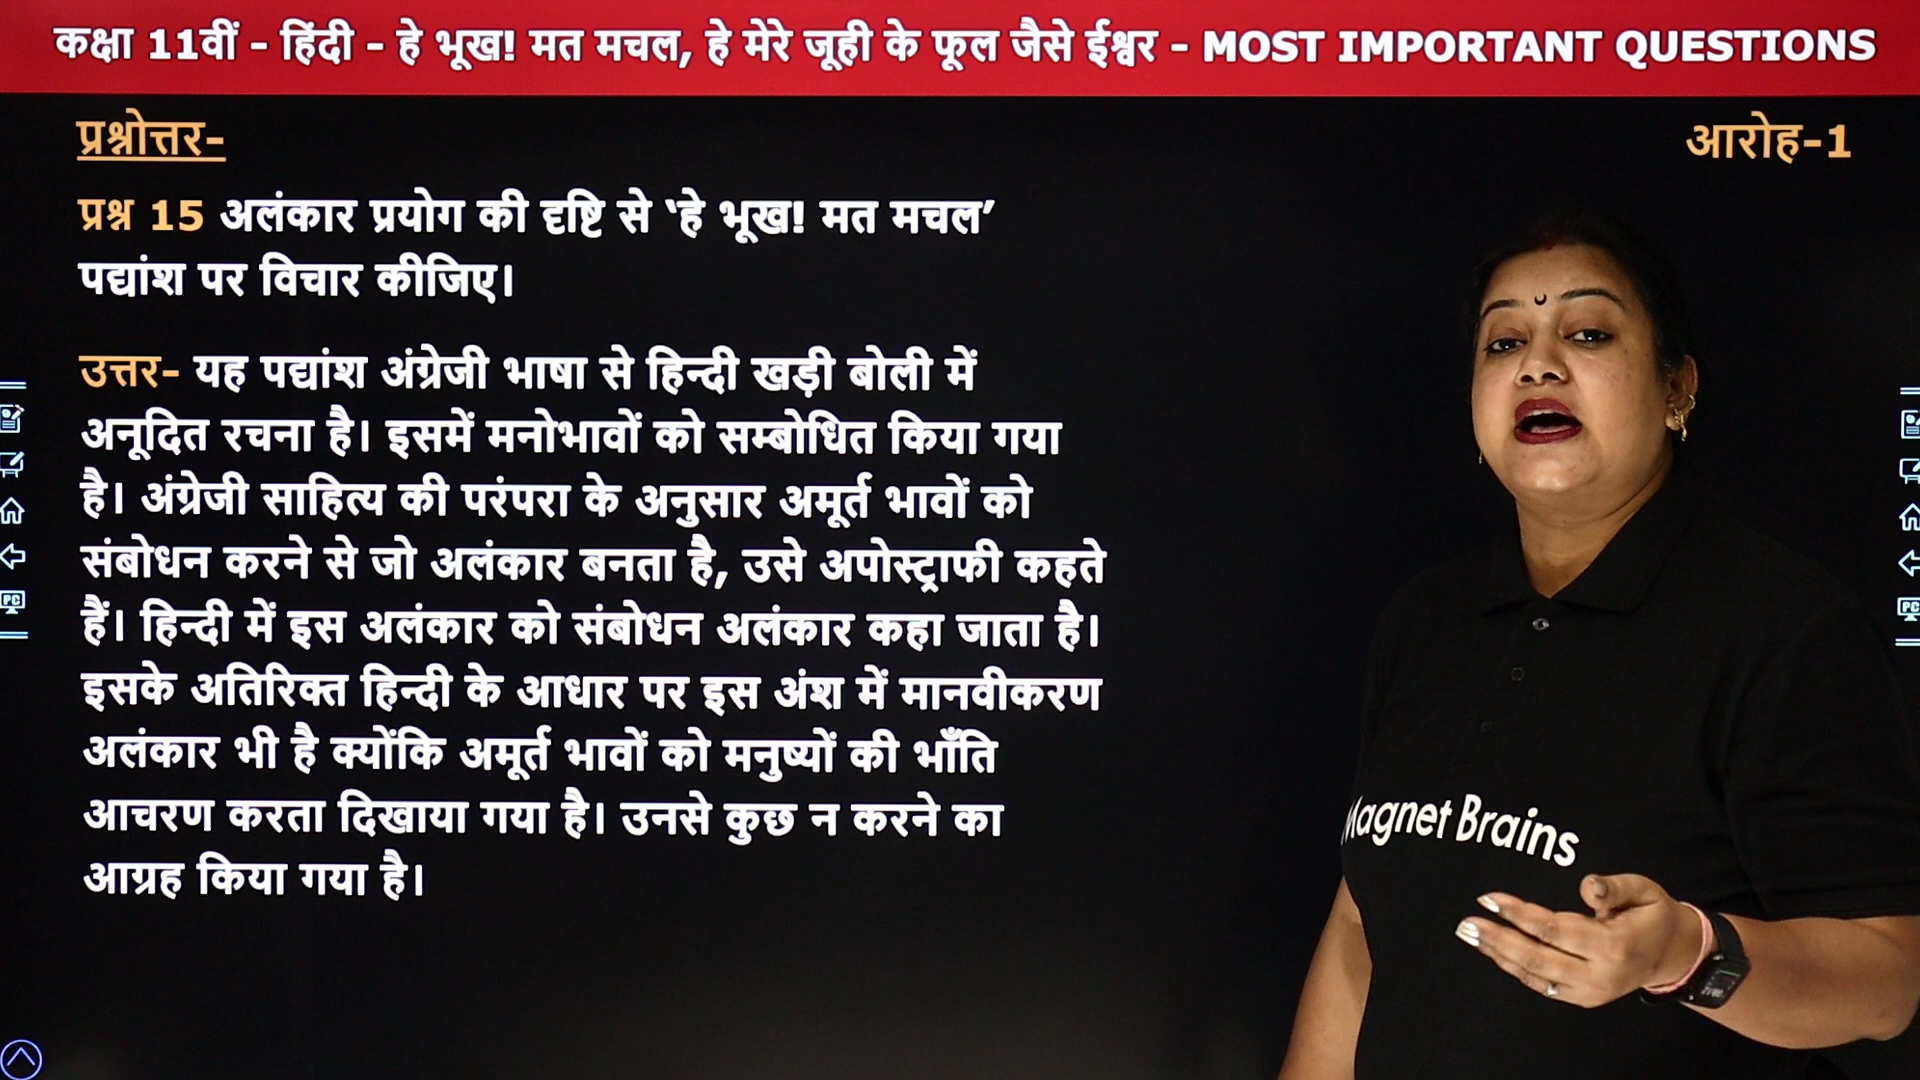 कक्षा 11वीं - हिंदी - हे भूख! मत मचल, हे मेरे जूही के फूल जैसे ईश्वर - MOST IMPORTANT QUESTIONS
प्रश्नोत्तर-
आरोह-1
प्रश्न 15 अलंकार प्रयोग की दृष्टि से ‘हे भूख! मत मचल’
पद्यांश पर विचार कीजिए।
उत्तर- यह पद्यांश अंग्रेजी भाषा से हिन्दी खड़ी बोली में
अनूदित रचना है। इसमें मनोभावों को सम्बोधित किया गया
है। अंग्रेजी साहित्य की परंपरा के अनुसार अमूर्त भावों को
संबोधन करने से जो अलंकार बनता है, उसे अपोस्ट्राफी कहते
हैं। हिन्दी में इस अलंकार को संबोधन अलंकार कहा जाता है।
इसके अतिरिक्त हिन्दी के आधार पर इस अंश में मानवीकरण
अलंकार भी है क्योंकि अमूर्त भावों को मनुष्यों की भाँति
आचरण करता दिखाया गया है। उनसे कुछ न करने का
आग्रह किया गया है।
Magnet Brains
PC
PC